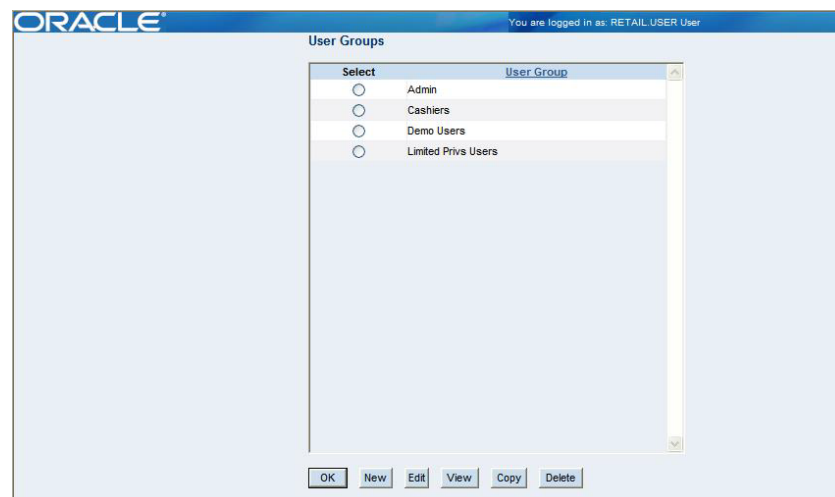 ORACLE®
You are logged in as: RETAIL.USER User
User Groups
Select User Group
Admin
Cashiers
Demo Users
Limited Privs Users
OK New Edit View Copy Delete